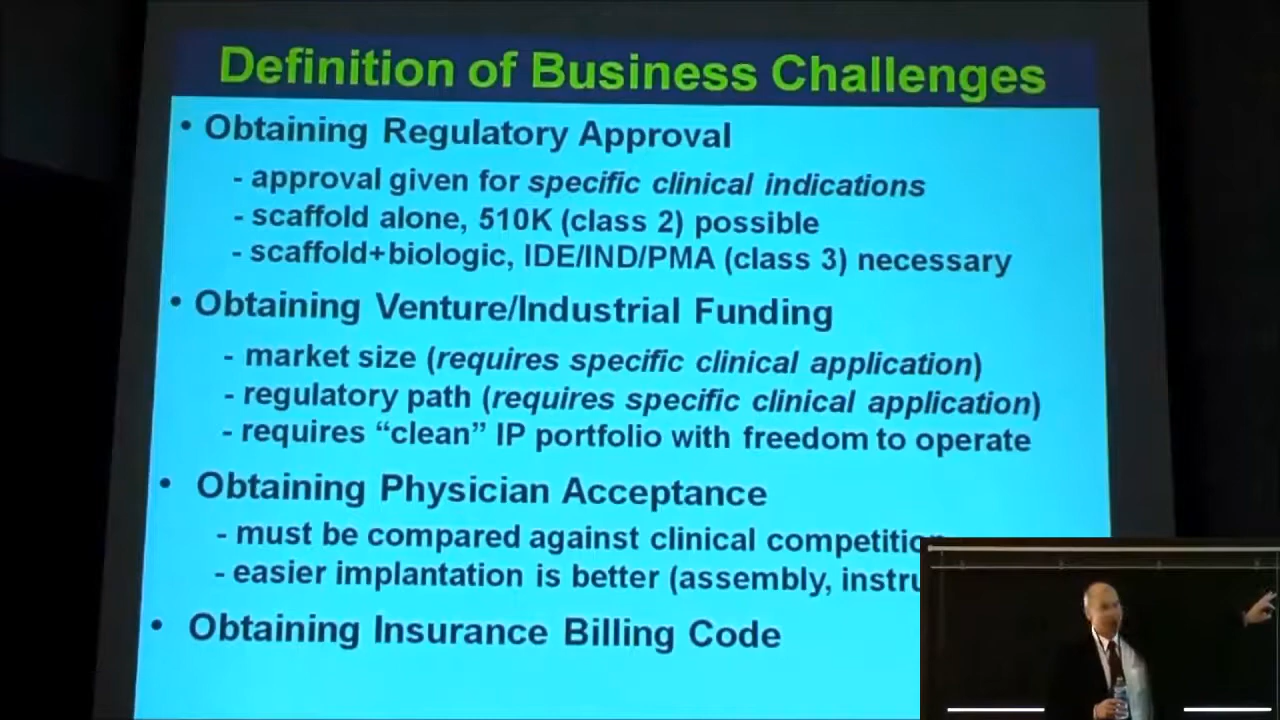 Definition of Business Challenges
• Obtaining Regulatory Approval
- approval given for specific clinical indications
- scaffold alone, 510K (class 2) possible
- scaffold+biologic, IDE/IND/PMA (class 3) necessary
• Obtaining Venture/Industrial Funding
- market size (requires specific clinical application)
- regulatory path (requires specific clinical application)
- requires “clean” IP portfolio with freedom to operate
• Obtaining Physician Acceptance
- must be compared against clinical
- easier implantation is better (assembly,
• Obtaining Insurance Billing Code